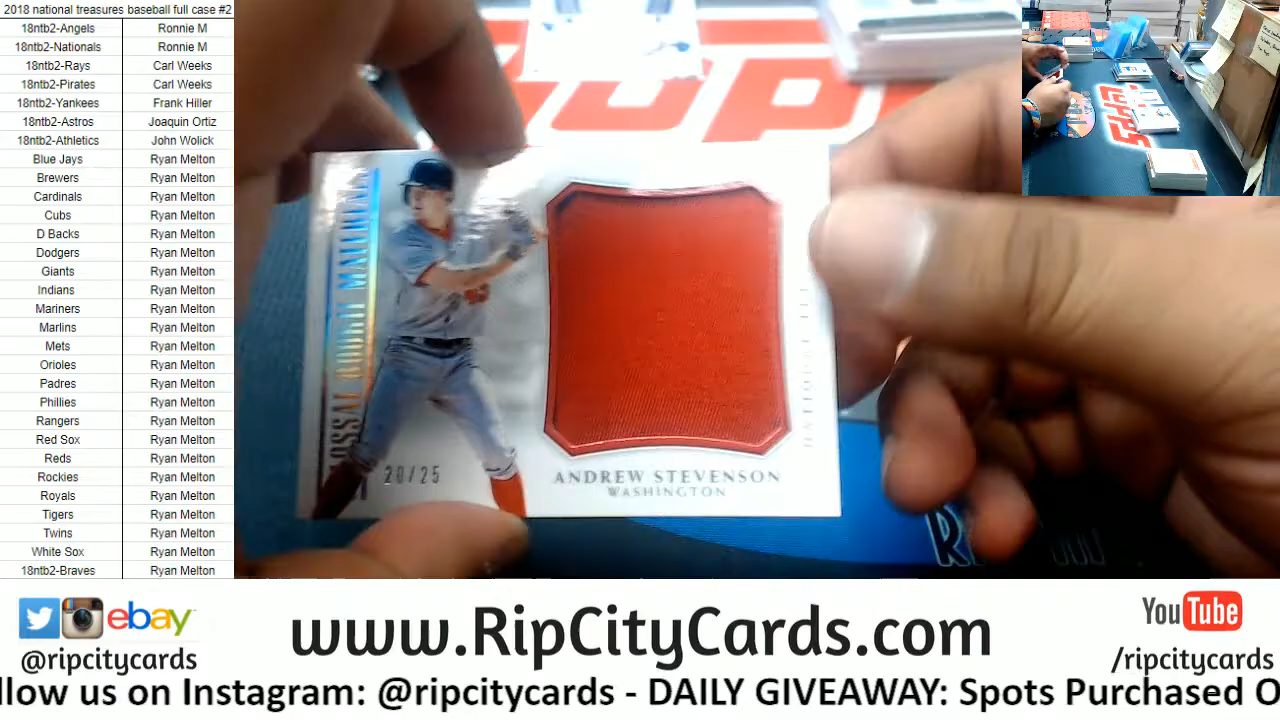 2018 national treasures baseball full case #2
18ntb2-Angels Ronnie M
18ntb2-Nationals Ronnie M
18ntb2-Rays Carl Weeks
18ntb2-Pirates Carl Weeks
18ntb2-Yankees Frank Hiller
18ntb2-Astros Joaquin Ortiz
18ntb2-Athletics John Wolick
Blue Jays Ryan Melton
Brewers Ryan Melton
Cardinals Ryan Melton
Cubs Ryan Melton
D Backs Ryan Melton
Dodgers Ryan Melton
Giants Ryan Melton
Indians Ryan Melton
Mariners Ryan Melton
Marlins Ryan Melton
Mets Ryan Melton
Orioles Ryan Melton
Padres Ryan Melton
Phillies Ryan Melton
Rangers Ryan Melton
Red Sox Ryan Melton
Reds Ryan Melton
Rockies Ryan Melton
Royals Ryan Melton
Tigers Ryan Melton
Twins Ryan Melton
White Sox Ryan Melton
18ntb2-Braves Ryan Melton
20/25
ANDREW STEVENSON
WASHINGTON
ebay
@ripcitycards
www.RipCityCards.com
YouTube
/ripcitycards
llow us on Instagram: @ripcitycards - DAILY GIVEAWAY: Spots Purchased O